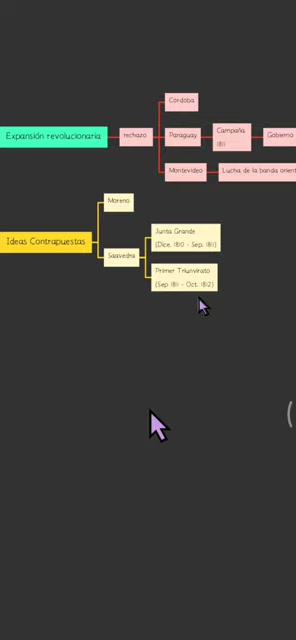 Córdoba
Expansión revolucionaria
rechazo
Paraguay
Campaña
1811
Gobierno
Montevideo
Lucha de la banda orient
Moreno
Ideas Contrapuestas
Saavedra
Junta Grande
(Dice. 1810 - Sep. 1811)
Primer Triunvirato
(Sep 1811 - Oct. 1812)